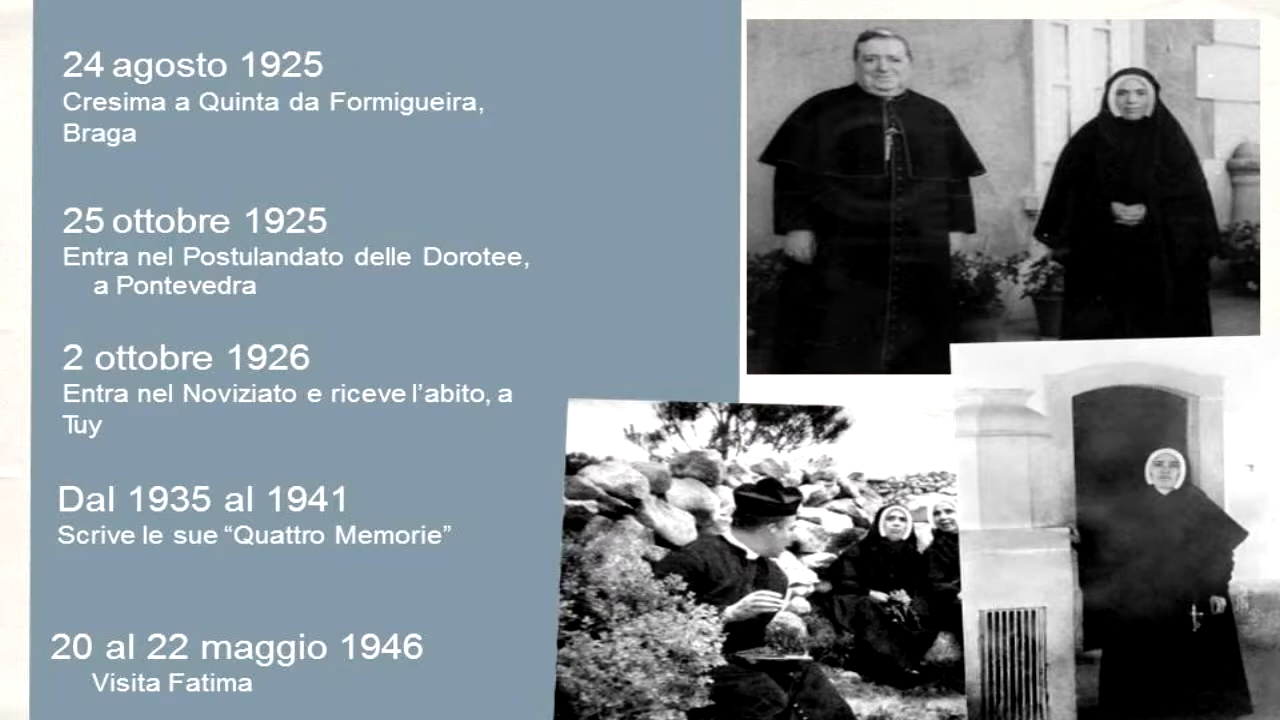 24 agosto 1925
Cresima a Quinta da Formigueira,
Braga
25 ottobre 1925
Entra nel Postulandato delle Dorotee,
a Pontevedra
2 ottobre 1926
Entra nel Noviziato e riceve l’abito, a
Tuy
Dal 1935 al 1941
Scrive le sue “Quattro Memorie”
20 al 22 maggio 1946
Visita Fatima